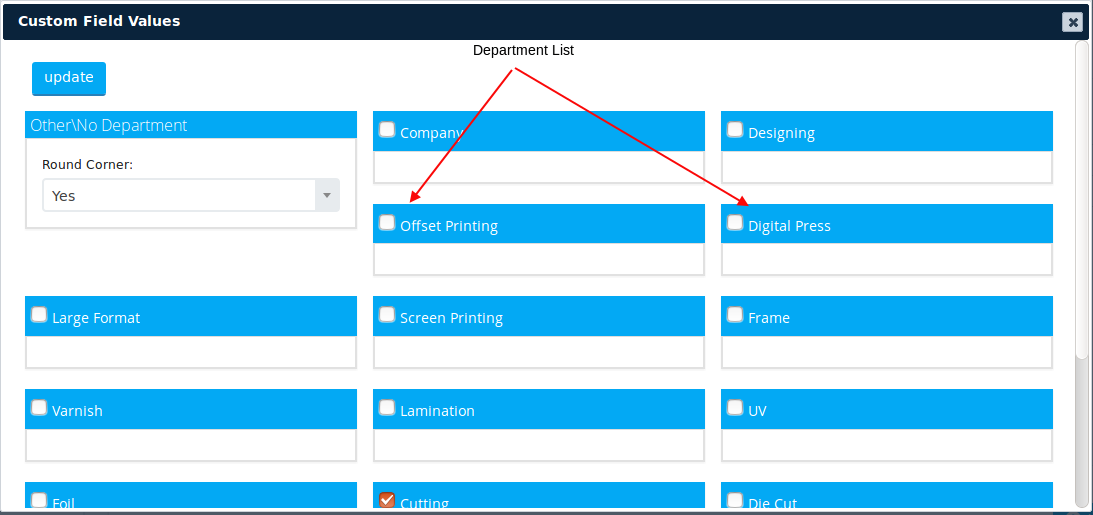 Custom Field Values
Department List
update
Other\No Department
Round Corner:
Yes
Company
Designing
Offset Printing
Digital Press
Large Format
Screen Printing
Frame
Varnish
Lamination
UV
Foil
Cutting
Die Cut